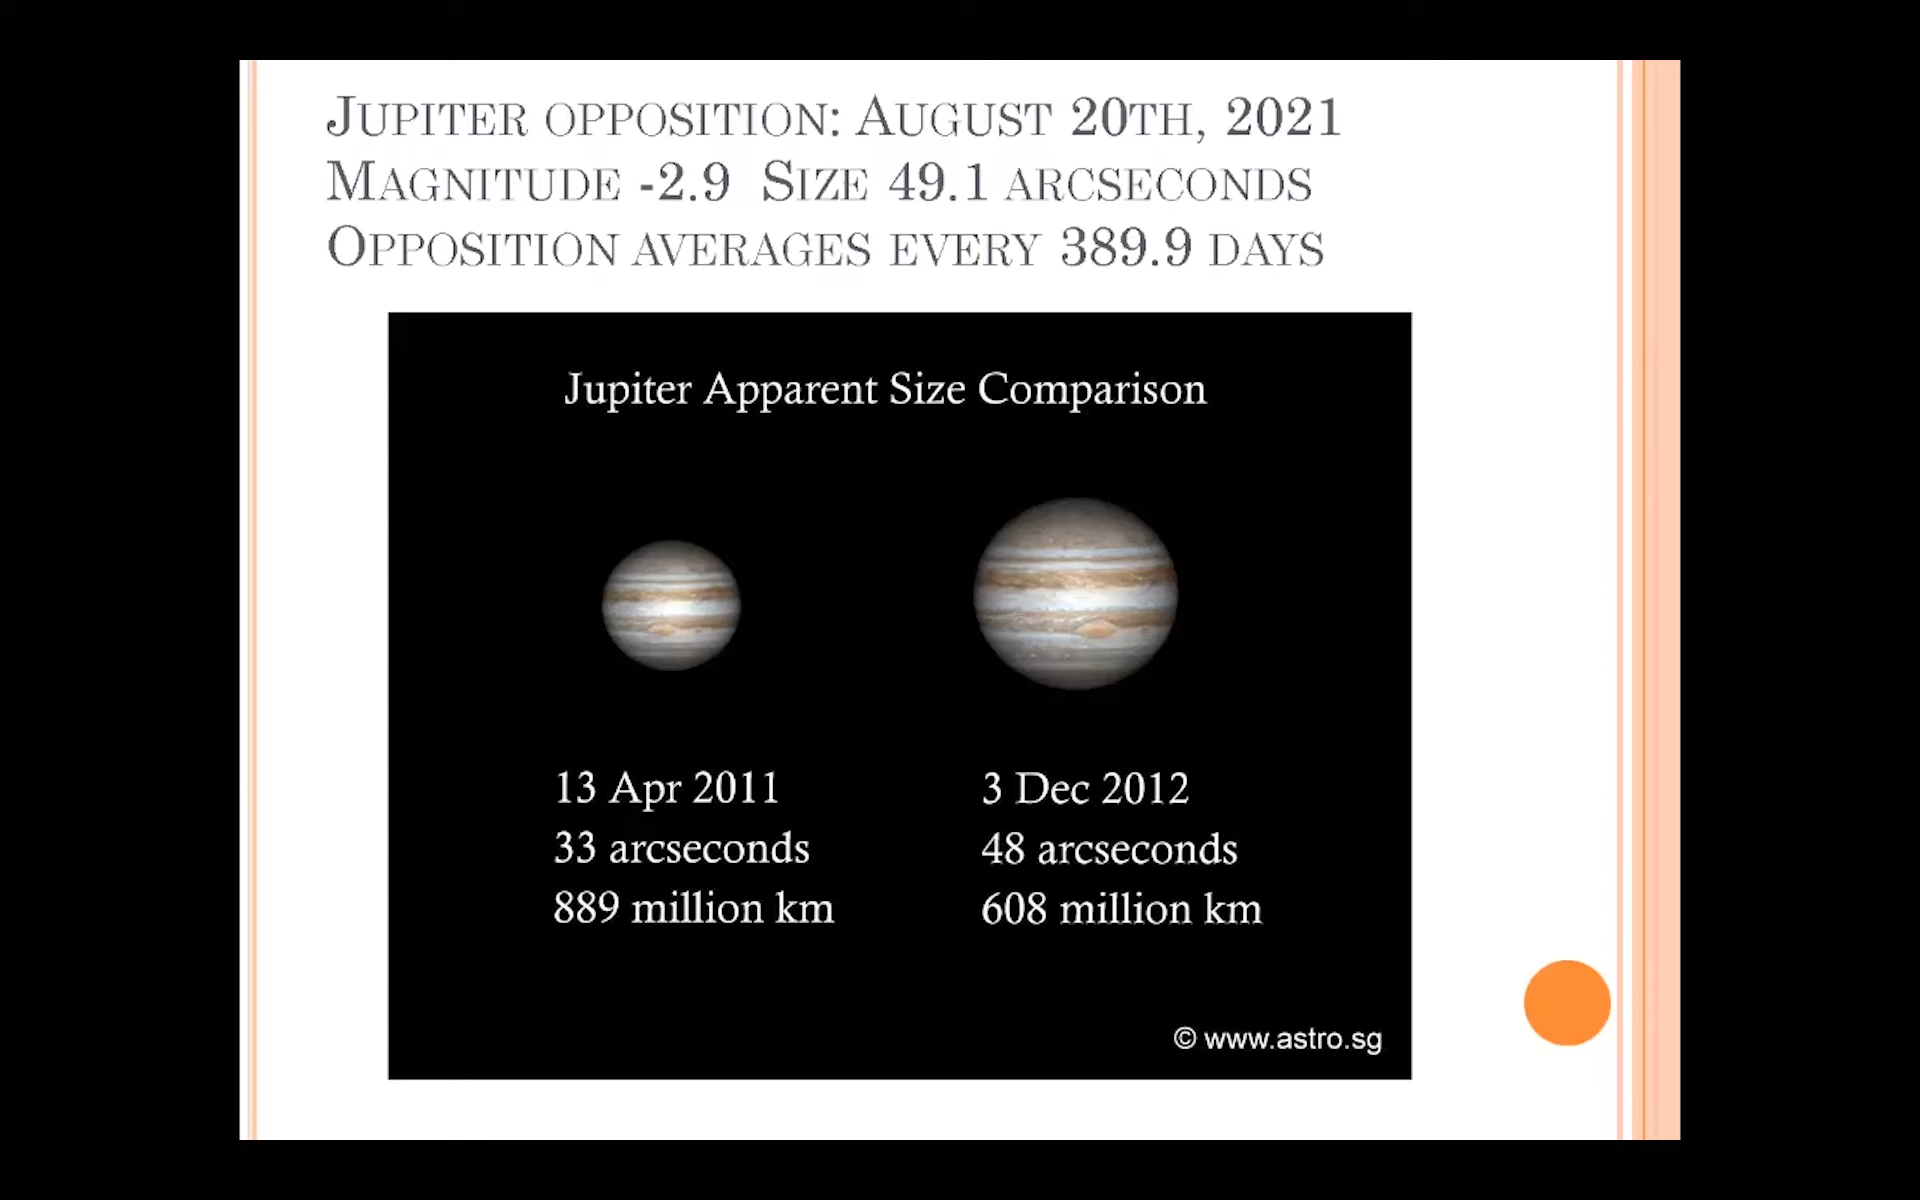 Jupiter opposition: August 20th, 2021
Magnitude -2.9 Size 49.1 arcseconds
Opposition averages every 389.9 days
Jupiter Apparent Size Comparison
13 Apr 2011
33 arcseconds
889 million km
3 Dec 2012
48 arcseconds
608 million km
© www.astro.sg